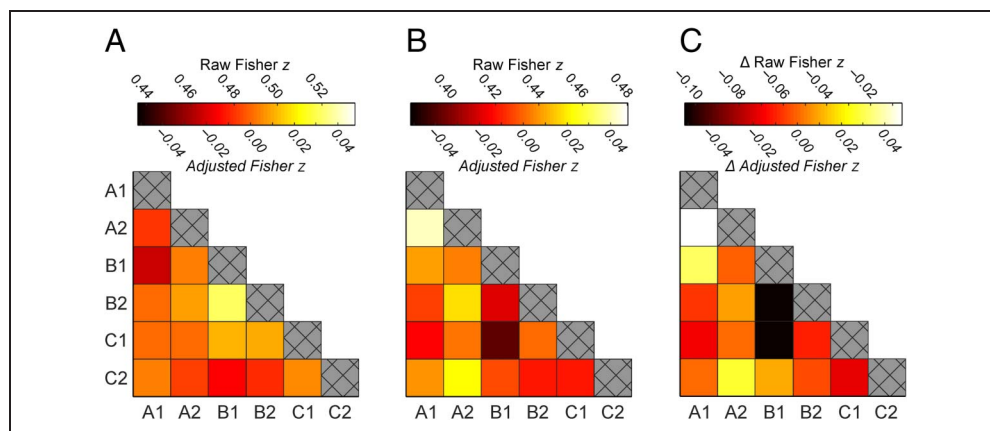 A B C
Raw Fisher z Raw Fisher z Δ Raw Fisher z
0.44 0.46 0.48 0.50 0.52 0.40 0.42 0.44 0.46 0.48 −0.10 −0.08 −0.06 −0.04 −0.02
−0.04 −0.02 0.00 0.02 0.04 −0.04 −0.02 0.00 0.02 0.04 −0.04 −0.02 0.00 0.02 0.04
Adjusted Fisher z Adjusted Fisher z Δ Adjusted Fisher z
A1
A2
B1
B2
C1
C2
A1 A2 B1 B2 C1 C2 A1 A2 B1 B2 C1 C2 A1 A2 B1 B2 C1 C2